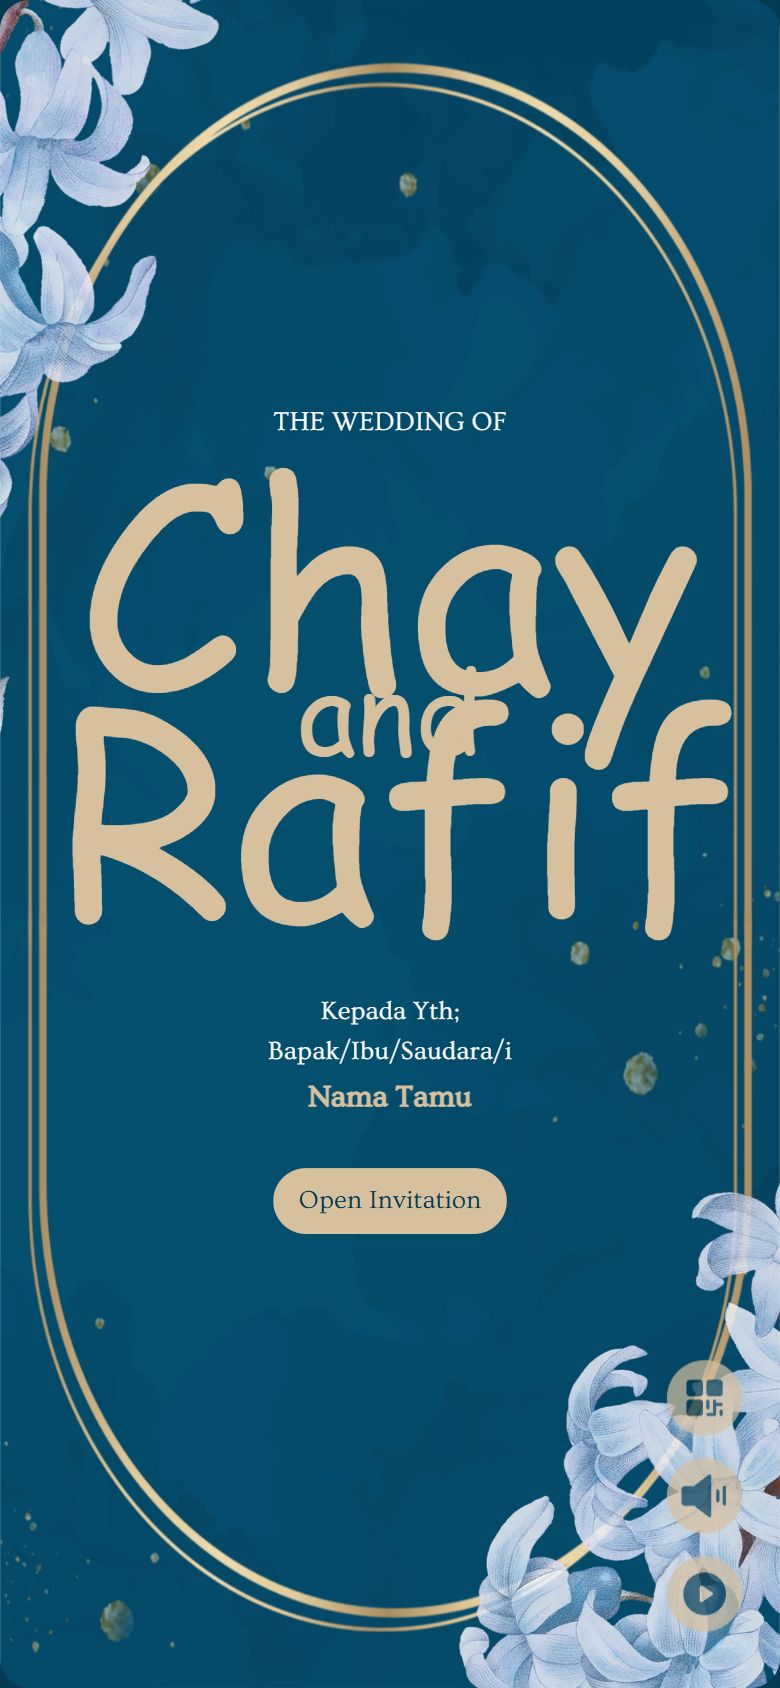 THE WEDDING OF
Chay
and
Rafif
Kepada Yth;
Bapak/Ibu/Saudara/i
Nama Tamu
Open Invitation